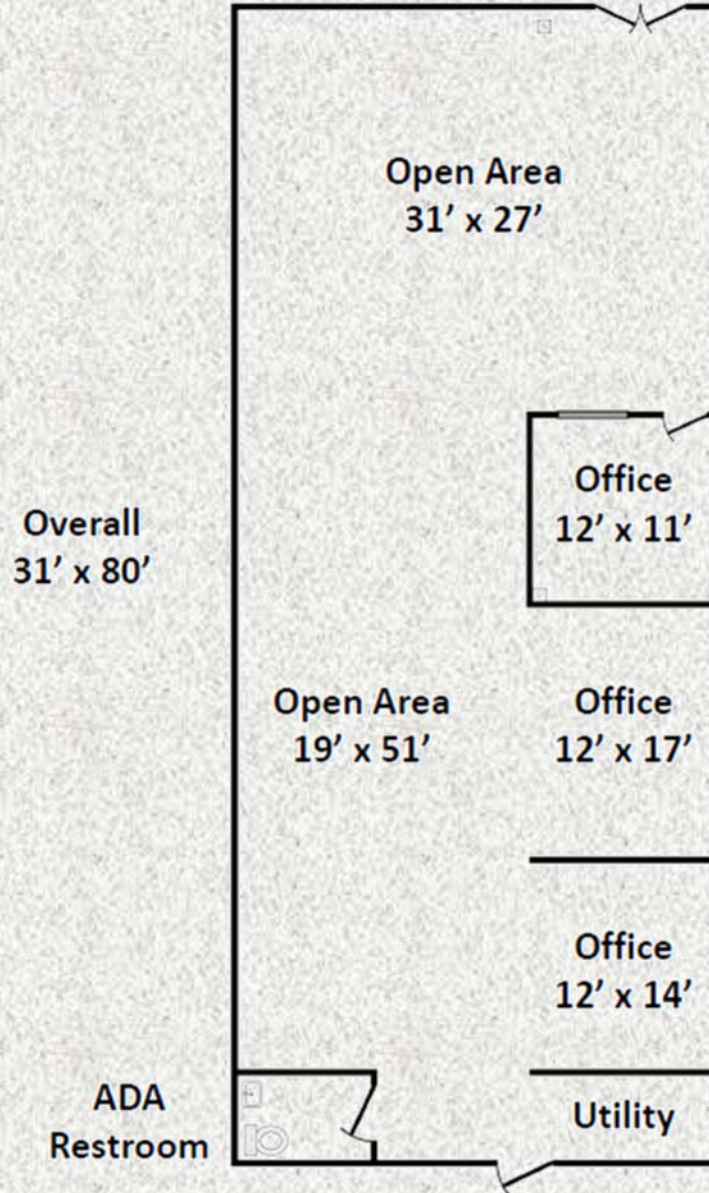 Open Area
31’ x 27’
Office
12’ x 11’
Overall
31’ x 80’
Open Area
19’ x 51’
Office
12’ x 17’
Office
12’ x 14’
ADA
Restroom
Utility